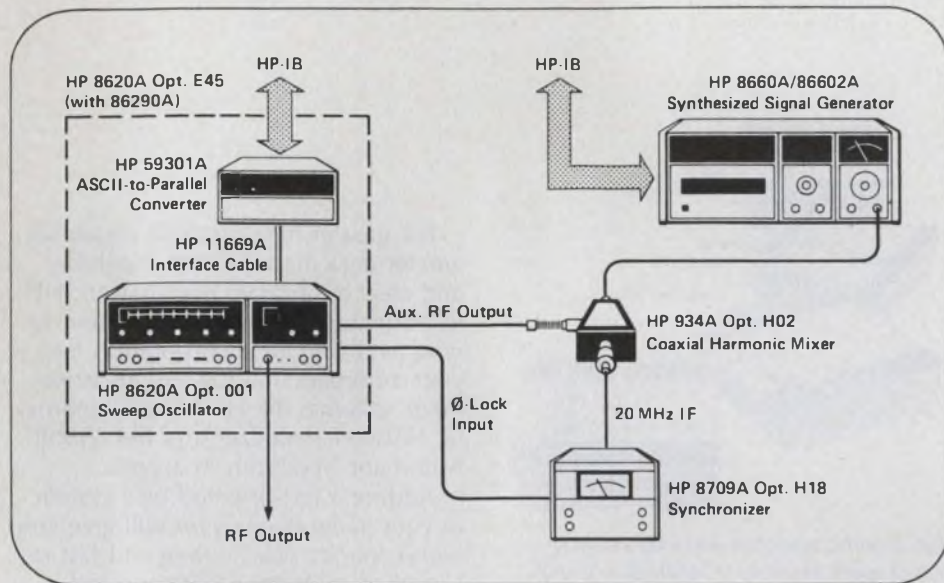 HP 8620A Opt. E45
(with 86290A)
HP-IB
HP 59301A
ASCII-to-Parallel
Converter
HP 11669A
Interface Cable
HP 8620A Opt. 001
Sweep Oscillator
RF Output
Aux. RF Output
Ø-Lock
Input
HP-IB
HP 8660A/86602A
Synthesized Signal Generator
HP 934A Opt. H02
Coaxial Harmonic Mixer
20 MHz IF
HP 8709A Opt. H18
Synchronizer